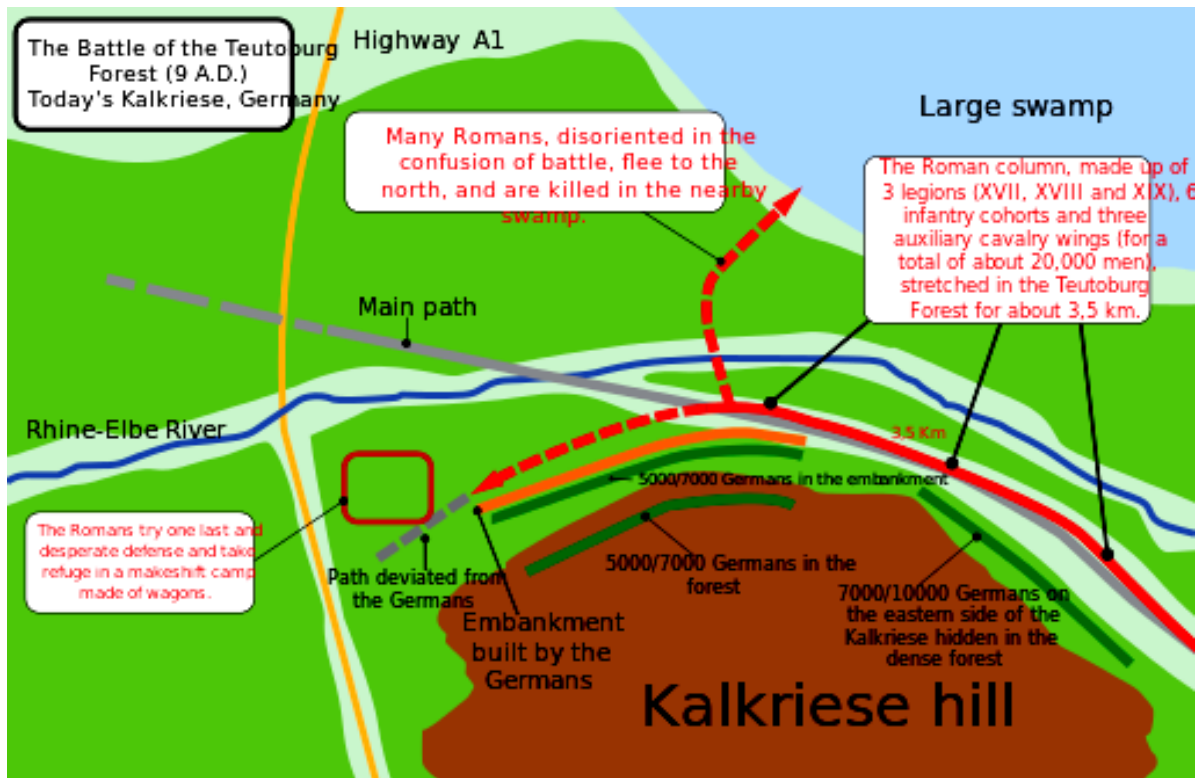 The Battle of the Teutoburg
Forest (9 A.D.)
Today's Kalkriese, Germany
Highway A1
Large swamp
Many Romans, disoriented in the
confusion of battle, flee to the
north, and are killed in the nearby
swamp.
The Roman column, made up of
3 legions (XVII, XVIII and XIX), 6
infantry cohorts and three
auxiliary cavalry wings (for a
total of about 20,000 men),
stretched in the Teutoburg
Forest for about 3,5 km.
Main path
Rhine-Elbe River
3,5 Km
5000/7000 Germans in the embankment
The Romans try one last and
desperate defense and take
refuge in a makeshift camp
made of wagons.
Path deviated from
the Germans
5000/7000 Germans in the
forest
7000/10000 Germans on
the eastern side of the
Kalkriese hidden in the
dense forest
Embankment
built by the
Germans
Kalkriese hill